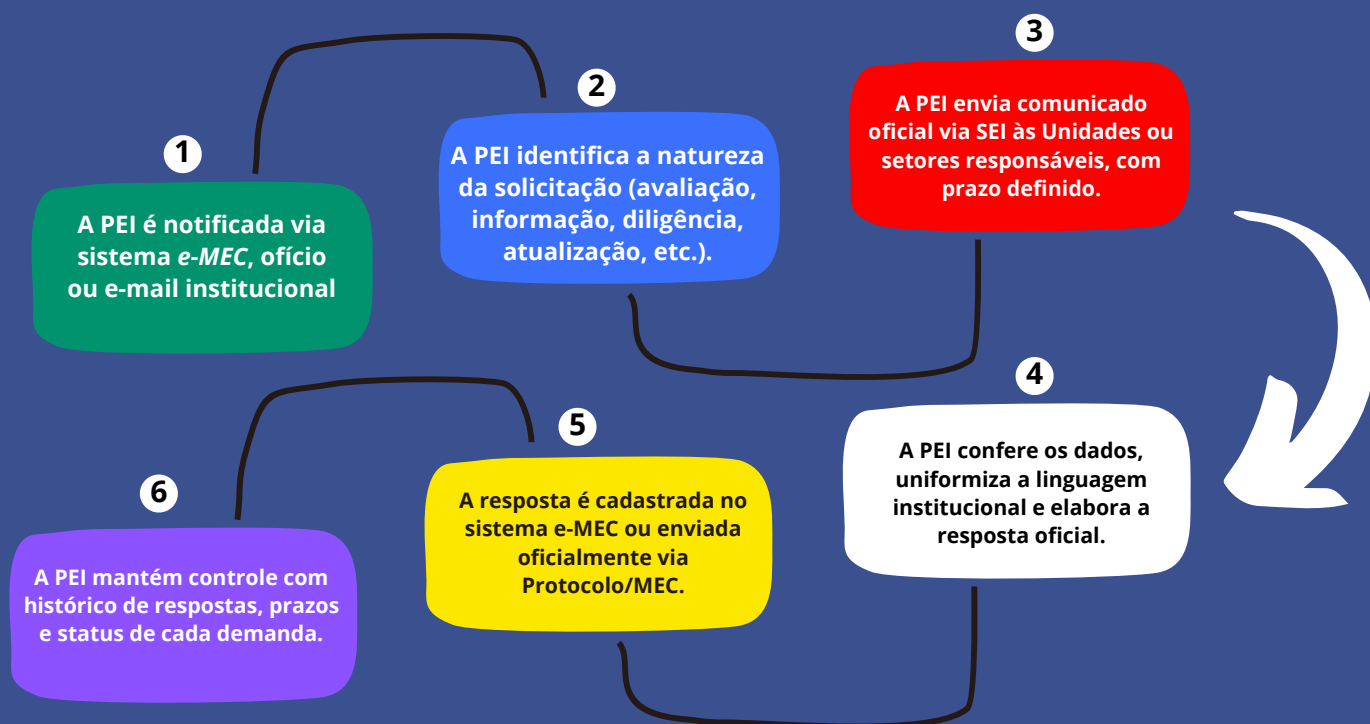 1
A PEI é notificada via
sistema e-MEC, ofício
ou e-mail institucional
2
A PEI identifica a natureza
da solicitação (avaliação,
informação, diligência,
atualização, etc.).
3
A PEI envia comunicado
oficial via SEI às Unidades ou
setores responsáveis, com
prazo definido.
4
A PEI confere os dados,
uniformiza a linguagem
institucional e elabora a
resposta oficial.
5
A resposta é cadastrada no
sistema e-MEC ou enviada
oficialmente via
Protocolo/MEC.
6
A PEI mantém controle com
histórico de respostas, prazos
e status de cada demanda.